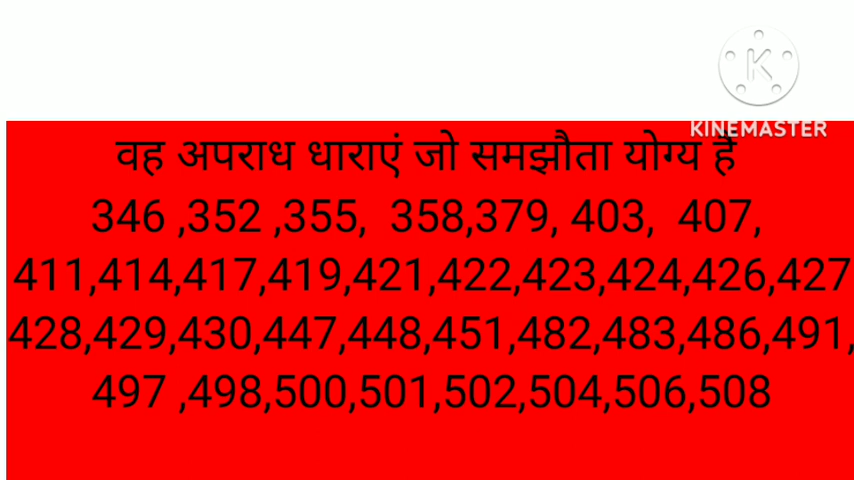 K
KINEMASTER
वह अपराध धाराएं जो समझौता योग्य हैं
346 ,352 ,355, 358,379, 403, 407,
411,414,417,419,421,422,423,424,426,427
428,429,430,447,448,451,482,483,486,491,
497 ,498,500,501,502,504,506,508